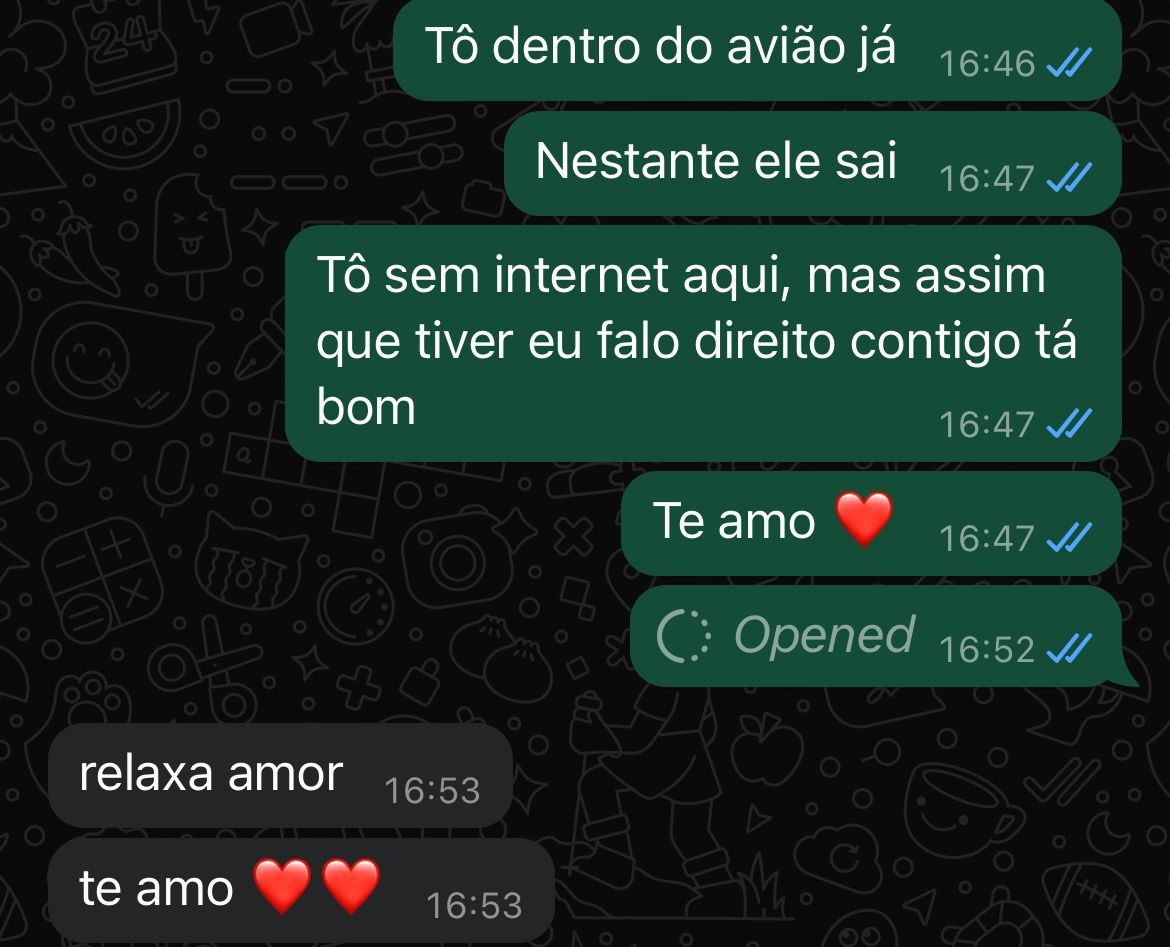 Tô dentro do avião já 16:46
Nestante ele sai 16:47
Tô sem internet aqui, mas assim
que tiver eu falo direito contigo tá
bom 16:47
Te amo ❤️ 16:47
Opened 16:52
relaxa amor 16:53
te amo ❤️❤️ 16:53